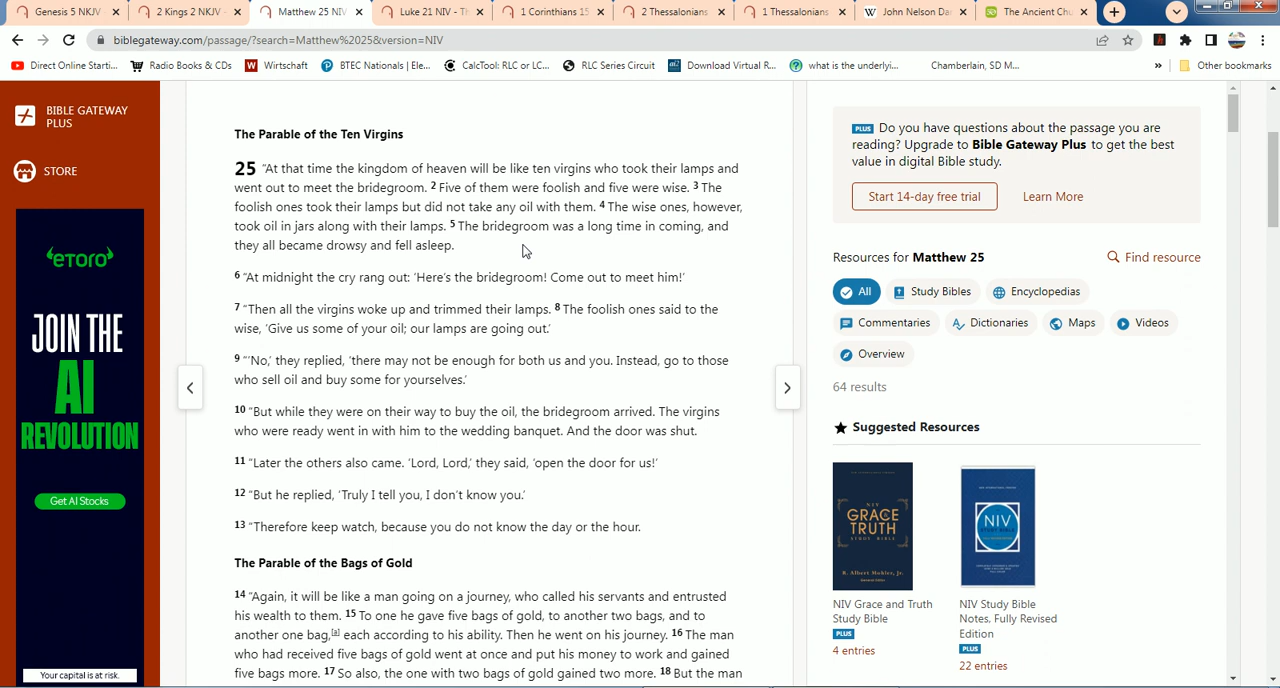 Genesis 5 NKJV
2 Kings 2 NKJV -
Matthew 25 NIV
Luke 21 NIV - Tr
1 Corinthians 15
2 Thessalonians
1 Thessalonians
John Nelson Da
The Ancient Chu
biblegateway.com/passage/?search=Matthew%2025&version=NIV
Direct Online Starti...
Radio Books & CDs
Wirtschaft
BTEC Nationals | Ele...
CalcTool: RLC or LC...
RLC Series Circuit
Download Virtual R...
what is the underlyi...
Chamberlain, SD M...
»
Other bookmarks
BIBLE GATEWAY
PLUS
STORE
eTORO
JOIN THE
AI
REVOLUTION
Get AI Stocks
Your capital is at risk.
The Parable of the Ten Virgins
25 “At that time the kingdom of heaven will be like ten virgins who took their lamps and
went out to meet the bridegroom. 2 Five of them were foolish and five were wise. 3 The
foolish ones took their lamps but did not take any oil with them. 4 The wise ones, however,
took oil in jars along with their lamps. 5 The bridegroom was a long time in coming, and
they all became drowsy and fell asleep.
6 “At midnight the cry rang out: ‘Here’s the bridegroom! Come out to meet him!’
7 “Then all the virgins woke up and trimmed their lamps. 8 The foolish ones said to the
wise, ‘Give us some of your oil; our lamps are going out.’
9 “‘No,’ they replied, ‘there may not be enough for both us and you. Instead, go to those
who sell oil and buy some for yourselves.’
10 “But while they were on their way to buy the oil, the bridegroom arrived. The virgins
who were ready went in with him to the wedding banquet. And the door was shut.
11 “Later the others also came. ‘Lord, Lord,’ they said, ‘open the door for us!’
12 “But he replied, ‘Truly I tell you, I don’t know you.’
13 “Therefore keep watch, because you do not know the day or the hour.
The Parable of the Bags of Gold
14 “Again, it will be like a man going on a journey, who called his servants and entrusted
his wealth to them. 15 To one he gave five bags of gold, to another two bags, and to
another one bag,[a] each according to his ability. Then he went on his journey. 16 The man
who had received five bags of gold went at once and put his money to work and gained
five bags more. 17 So also, the one with two bags of gold gained two more. 18 But the man
PLUS Do you have questions about the passage you are
reading? Upgrade to Bible Gateway Plus to get the best
value in digital Bible study.
Start 14-day free trial
Learn More
Resources for Matthew 25
Find resource
All
Study Bibles
Encyclopedias
Commentaries
Dictionaries
Maps
Videos
Overview
64 results
Suggested Resources
NIV
GRACE
TRUTH
STUDY BIBLE
R. Albert Mohler, Jr.
NIV
STUDY BIBLE
NIV Grace and Truth
Study Bible
PLUS
4 entries
NIV Study Bible
Notes, Fully Revised
Edition
PLUS
22 entries